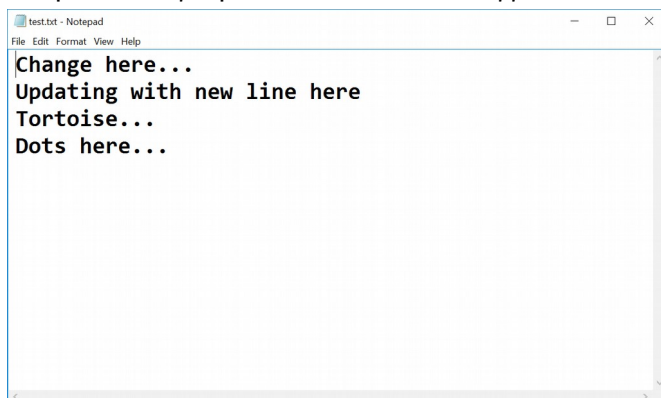 test.txt - Notepad
File Edit Format View Help
Change here...
Updating with new line here
Tortoise...
Dots here...